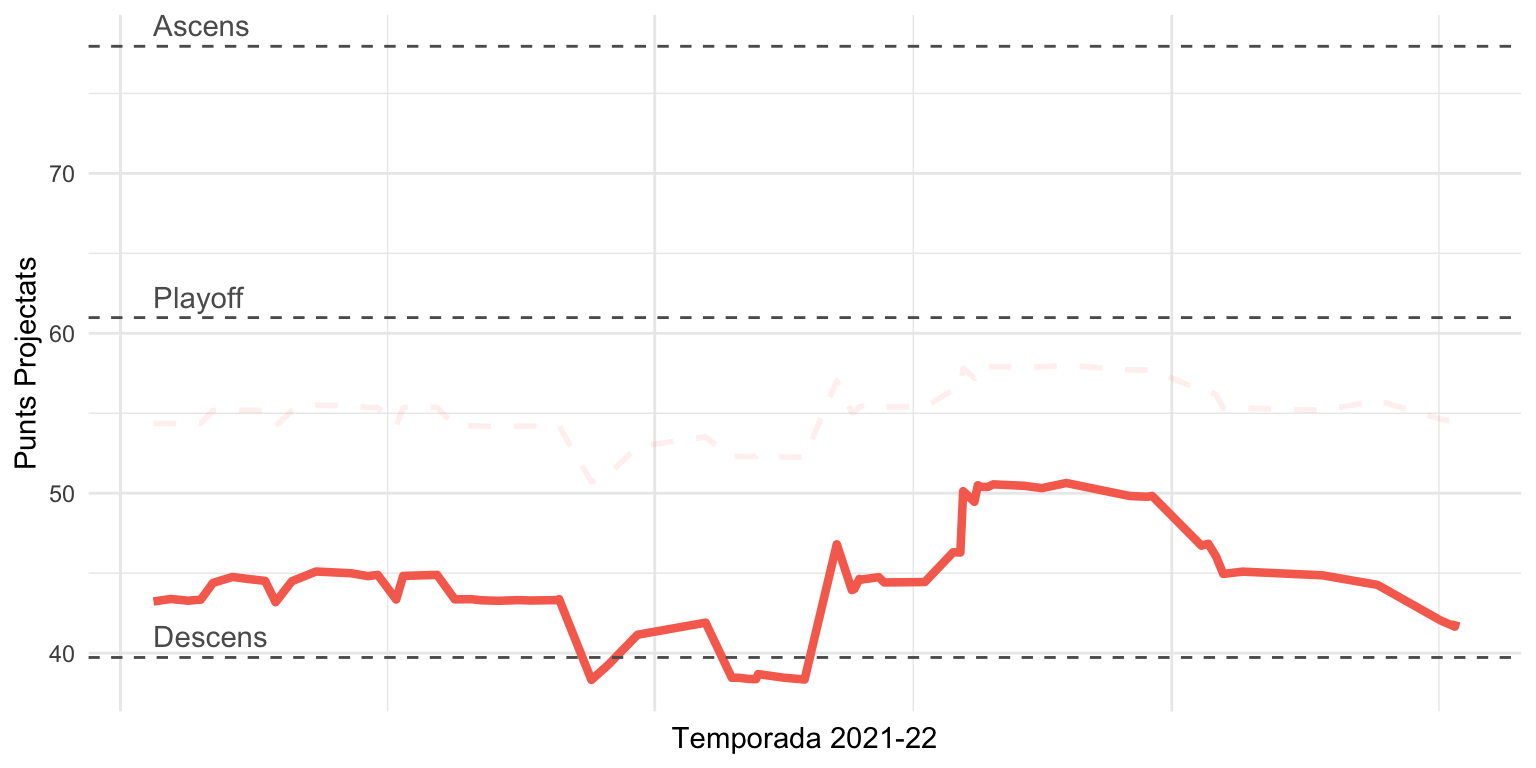 Ascens
70
Playoff
60
Punts Projectats
50
Descens
40
Temporada 2021-22